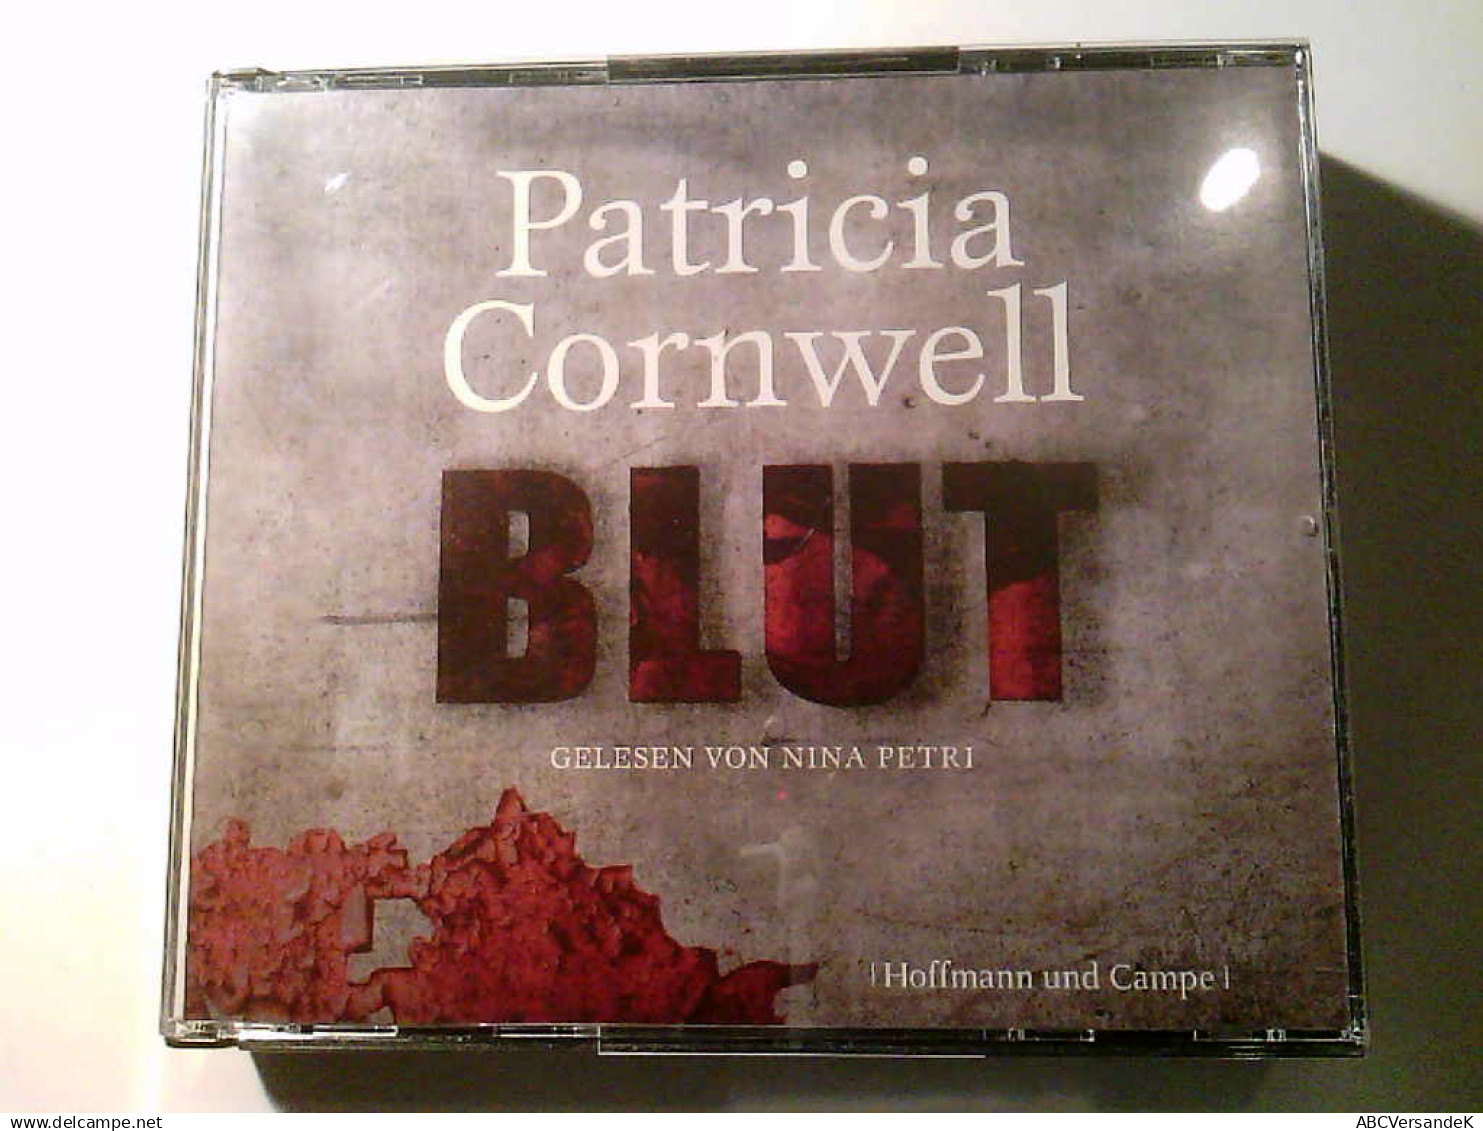 Patricia
Cornwell
BLUT
GELESEN VON NINA PETRI
| Hoffmann und Campe |
www.delcampe.net
ABCVersandeK